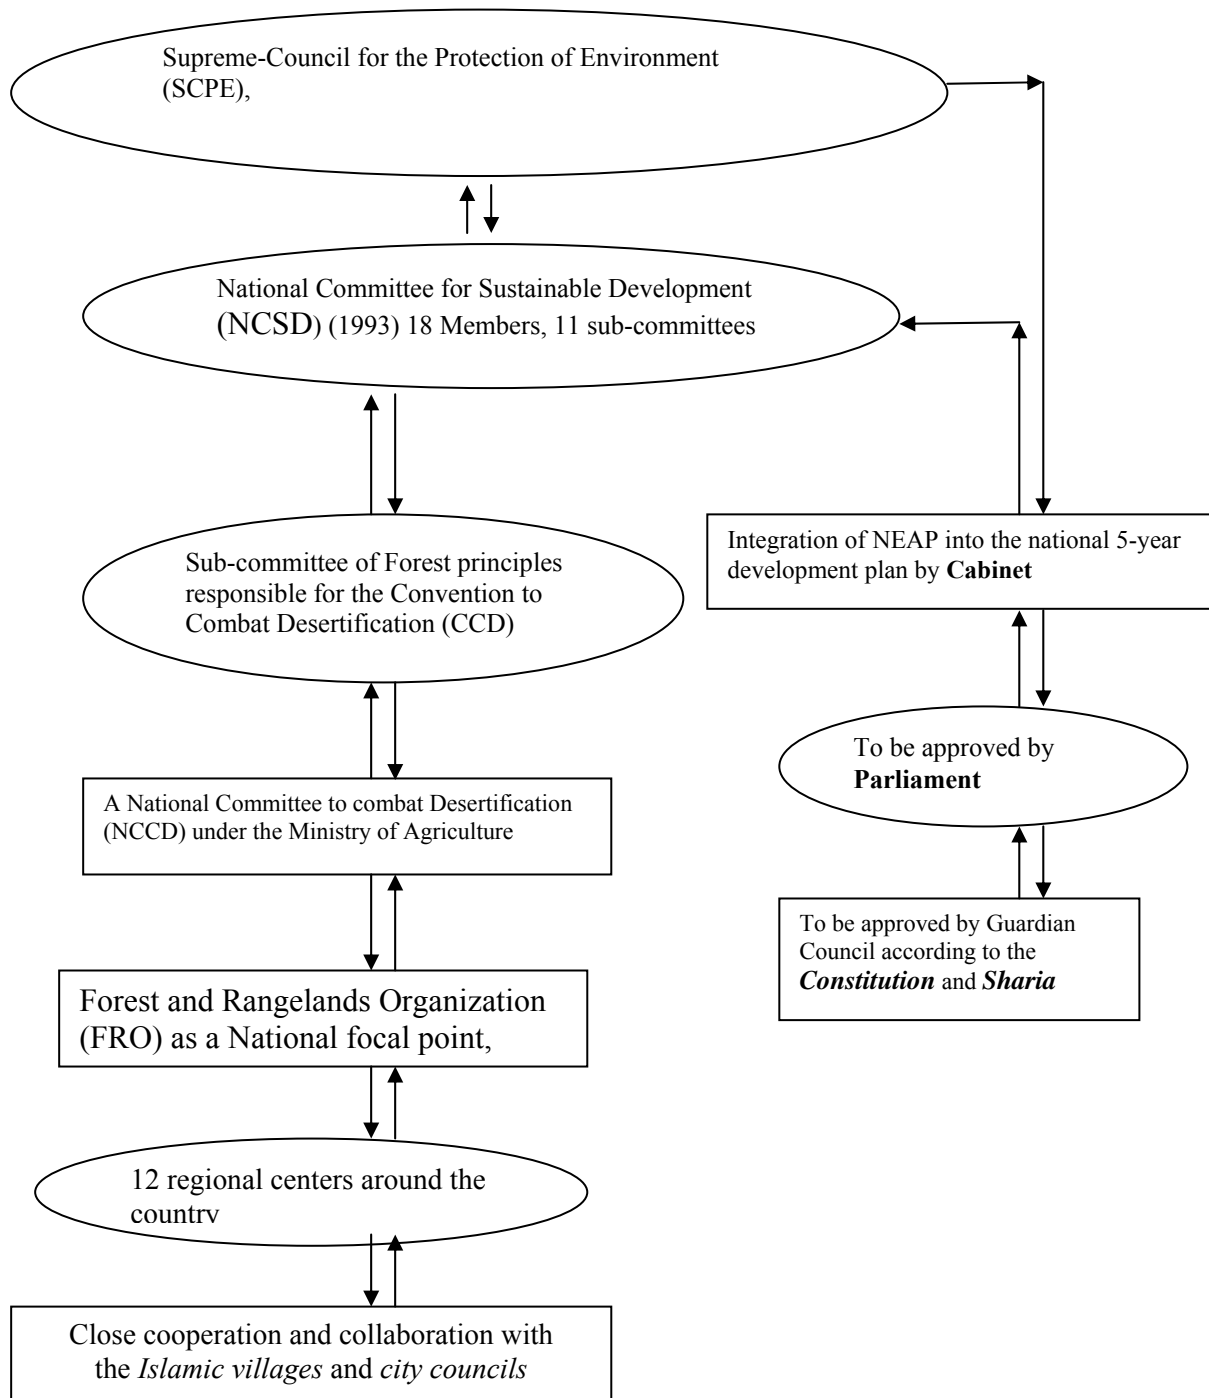 Supreme-Council for the Protection of Environment
(SCPE),
National Committee for Sustainable Development
(NCSD) (1993) 18 Members, 11 sub-committees
Sub-committee of Forest principles
responsible for the Convention to
Combat Desertification (CCD)
Integration of NEAP into the national 5-year
development plan by Cabinet
To be approved by
Parliament
A National Committee to combat Desertification
(NCCD) under the Ministry of Agriculture
To be approved by Guardian
Council according to the
Constitution and Sharia
Forest and Rangelands Organization
(FRO) as a National focal point,
12 regional centers around the
country
Close cooperation and collaboration with
the Islamic villages and city councils